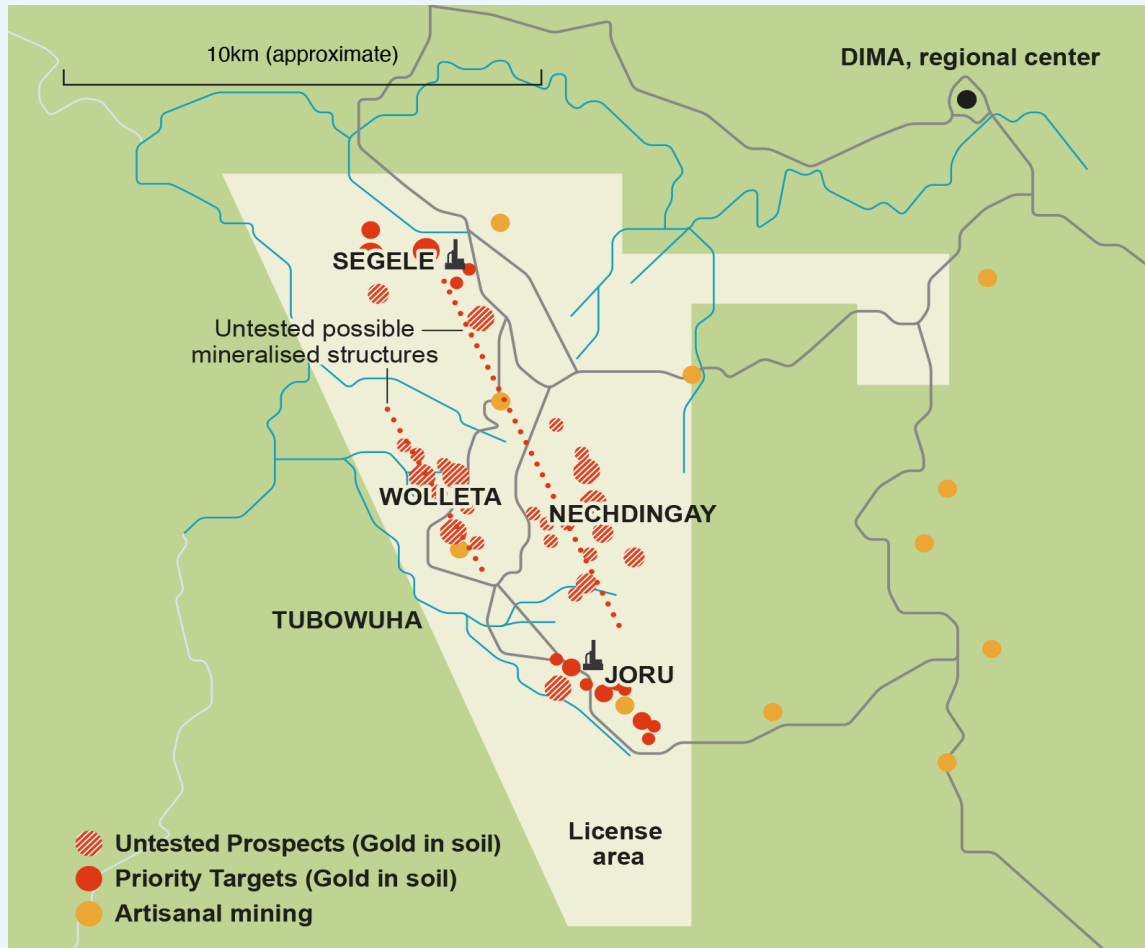 10km (approximate)
DIMA, regional center
SEGELE
Untested possible
mineralised structures
WOLLETA
NECHDINGAY
TUBOWUHA
JORU
License
area
Untested Prospects (Gold in soil)
Priority Targets (Gold in soil)
Artisanal mining